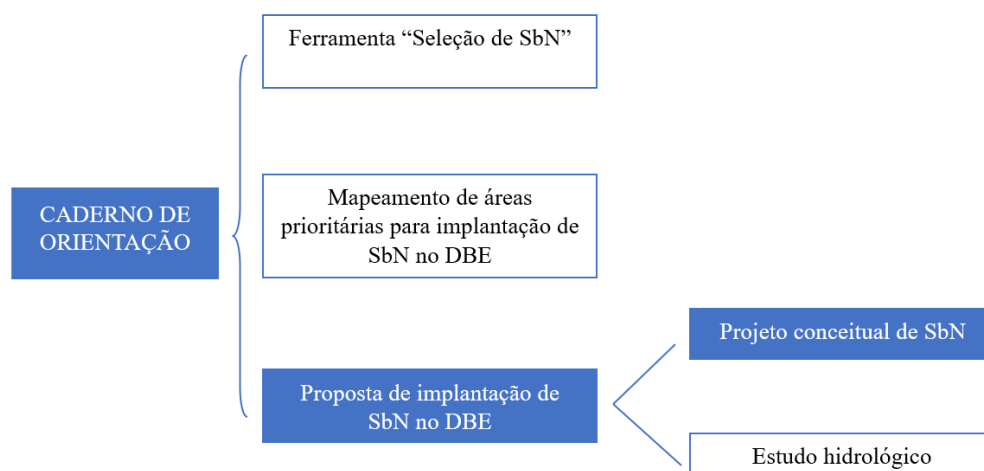 Ferramenta “Seleção de SbN”
CADERNO DE
ORIENTAÇÃO
Mapeamento de áreas
prioritárias para implantação de
SbN no DBE
Proposta de implantação de
SbN no DBE
Projeto conceitual de SbN
Estudo hidrológico